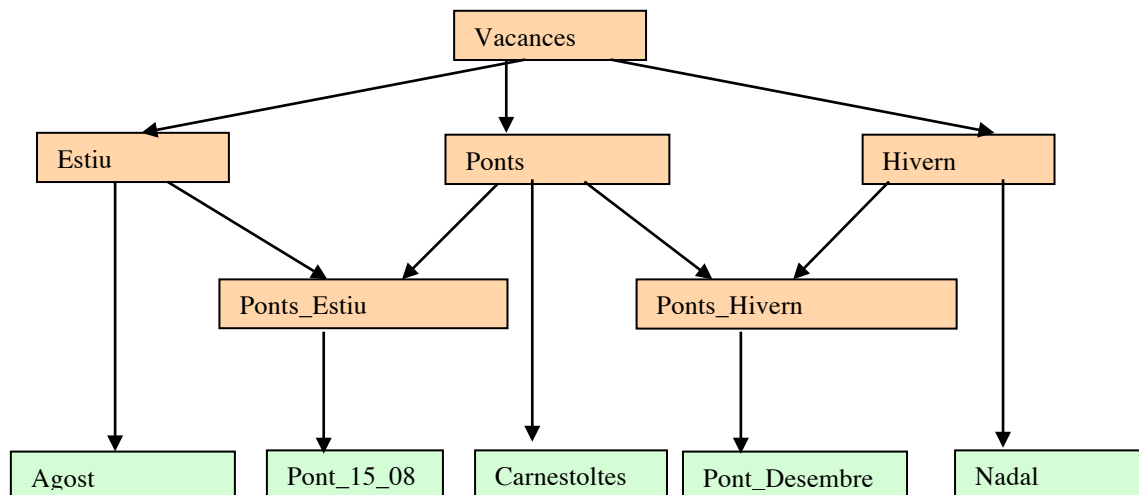 Vacances
Estiu
Ponts
Hivern
Ponts_Estiu
Ponts_Hivern
Agost
Pont_15_08
Carnestoltes
Pont_Desembre
Nadal